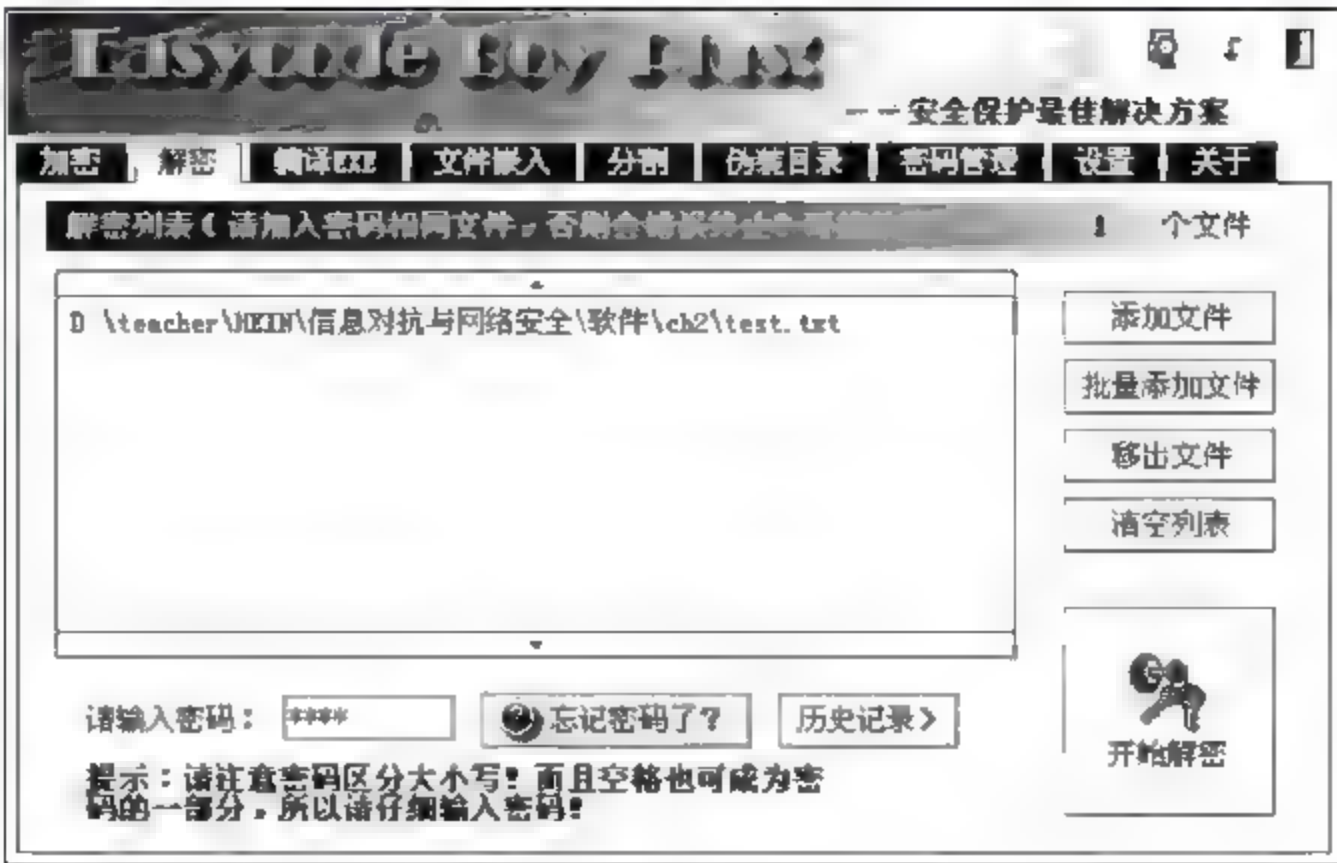 Easycode Boy Plus!
--安全保护最佳解决方案
加密 解密 编译EXE 文件嵌入 分割 伪装目录 密码管理 设置 关于
解密列表(请加入密码相同文件,否则会错误 1 个文件
D \teacher\MEIN\信息对抗与网络安全\软件\ch2\test.txt
添加文件
批量添加文件
移出文件
清空列表
请输入密码: **** 忘记密码了? 历史记录>
开始解密
提示:请注意密码区分大小写!而且空格也可成为密
码的一部分,所以请仔细输入密码!